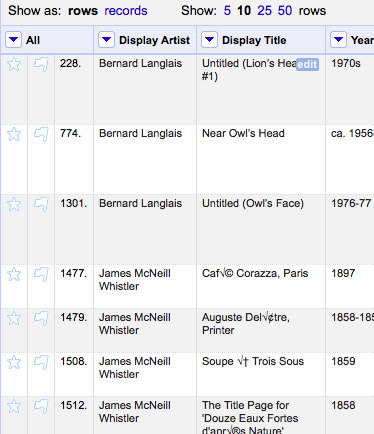 Show as: rows records Show: 5 10 25 50 rows
All Display Artist Display Title Year
228. Bernard Langlais Untitled (Lion's Hea edit 1970s
#1)
774. Bernard Langlais Near Owl's Head ca. 1956-
1301. Bernard Langlais Untitled (Owl's Face) 1976-77
1477. James McNeill Caf√© Corazza, Paris 1897
Whistler
1479. James McNeill Auguste Del√¢tre, 1858-185
Whistler Printer
1508. James McNeill Soupe √† Trois Sous 1859
Whistler
1512. James McNeill The Title Page for 1858
Whistler 'Douze Eaux Fortes
d'apr√®s Nature'